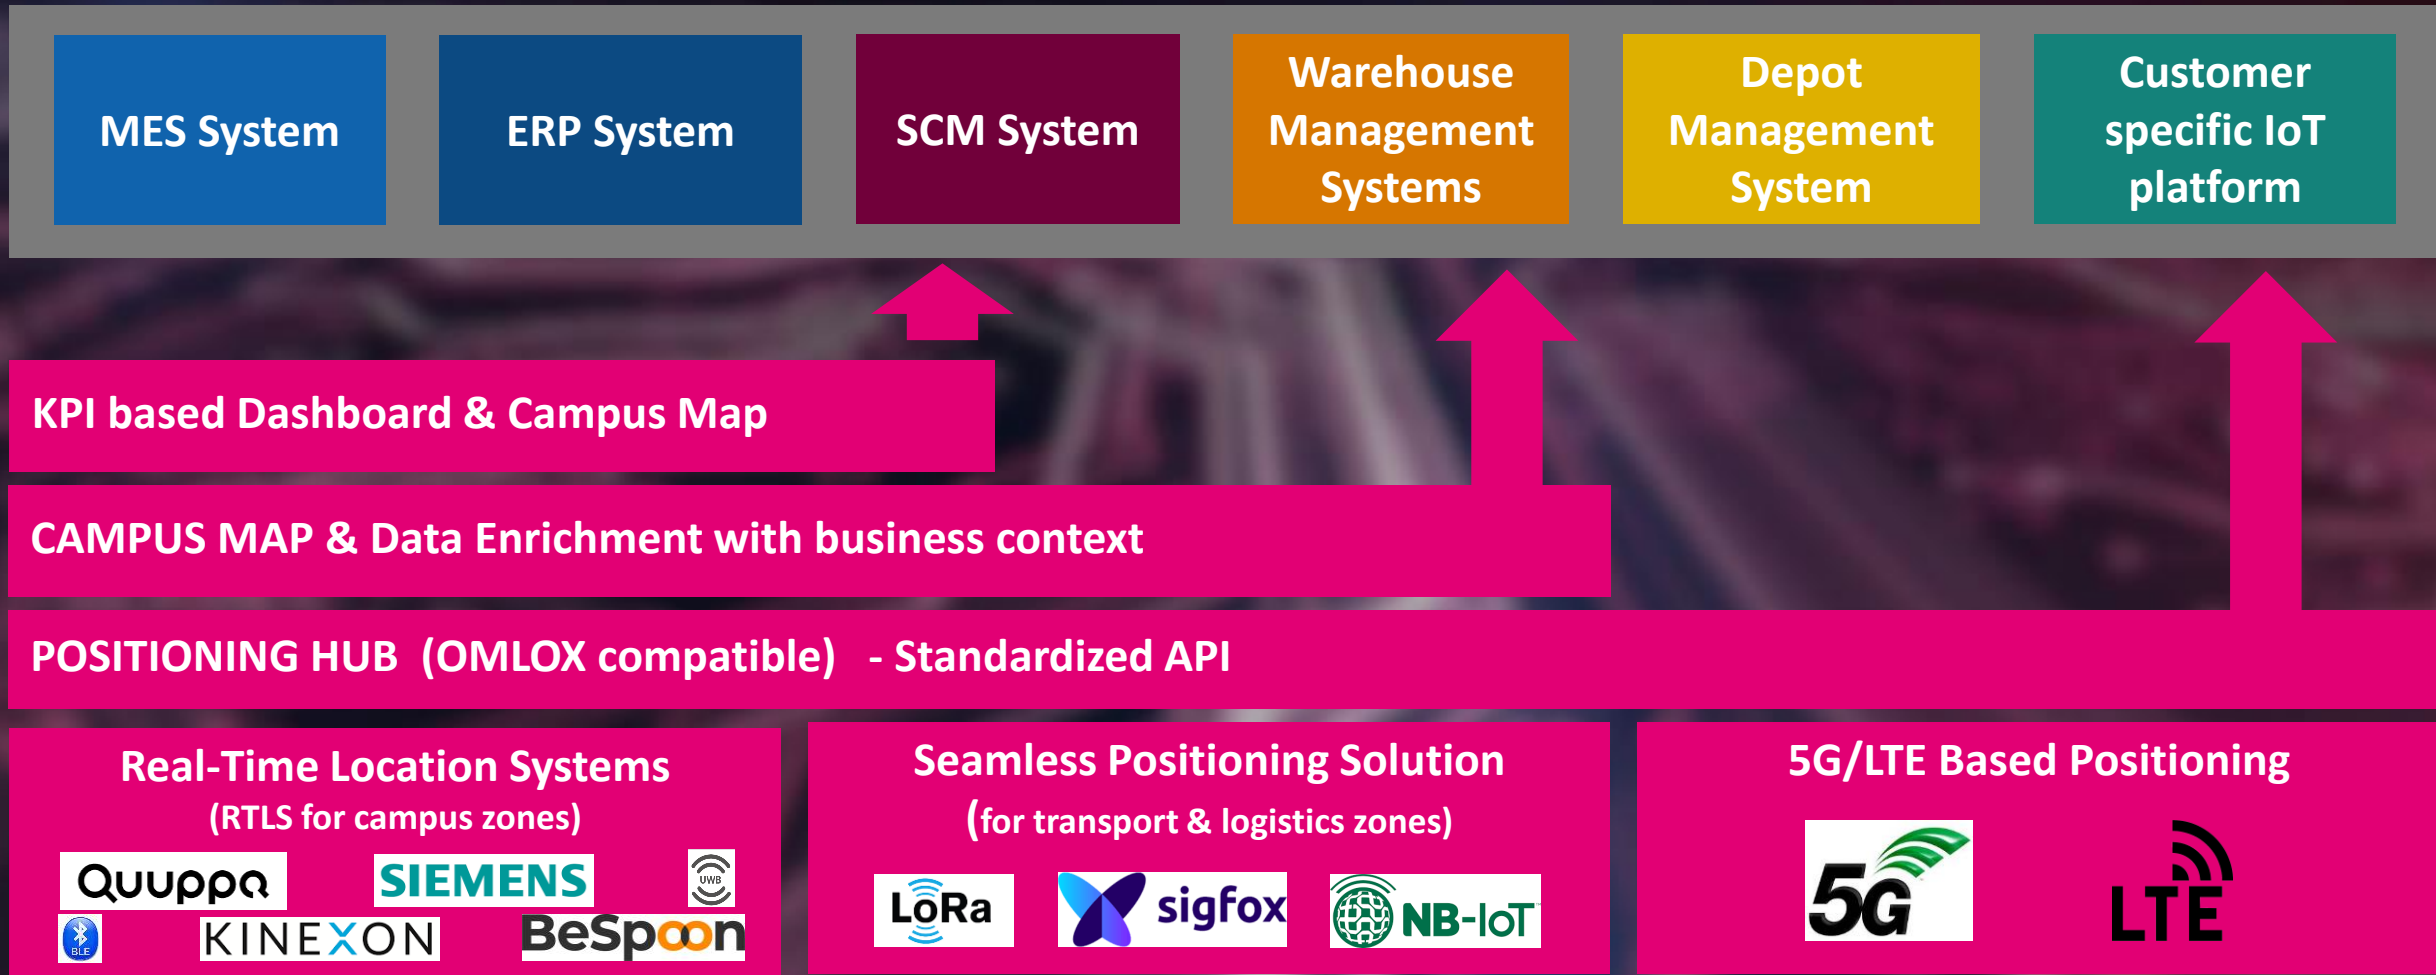 MES System
ERP System
SCM System
Warehouse
Management
Systems
Depot
Management
System
Customer
specific IoT
platform
KPI based Dashboard & Campus Map
CAMPUS MAP & Data Enrichment with business context
POSITIONING HUB (OMLOX compatible) - Standardized API
Real-Time Location Systems
(RTLS for campus zones)
Quuppa
SIEMENS
UWB
BLE
KINEXON
BeSpoon
Seamless Positioning Solution
(for transport & logistics zones)
LoRa
sigfox
NB-IoT
5G/LTE Based Positioning
5G
LTE